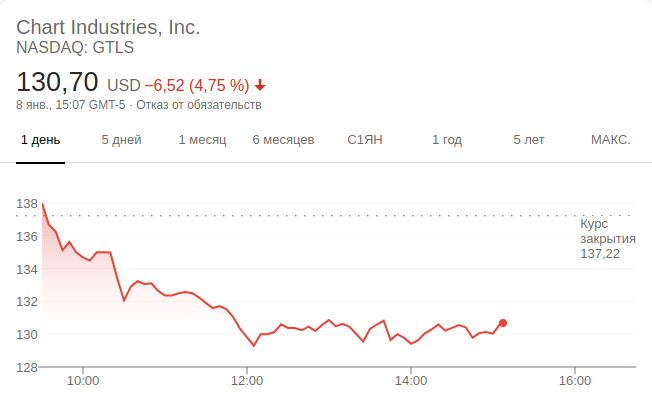 Chart Industries, Inc.
NASDAQ: GTLS
130,70 USD −6,52 (4,75 %)
8 янв., 15:07 GMT-5 · Отказ от обязательств
1 день 5 дней 1 месяц 6 месяцев С1ЯН 1 год 5 лет МАКС.
138
136
134
132
130
128
Курс
закрытия
137,22
10:00 12:00 14:00 16:00